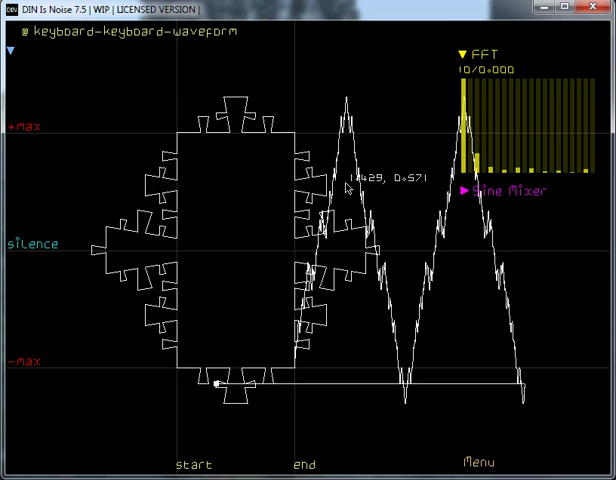 DIN Is Noise 7.5 | WIP | LICENSED VERSION |
@ keyboard-keyboard-waveform
FFT
10/0.000
+max
429, 0.571
Sine Mixer
silence
-max
start
end
Menu